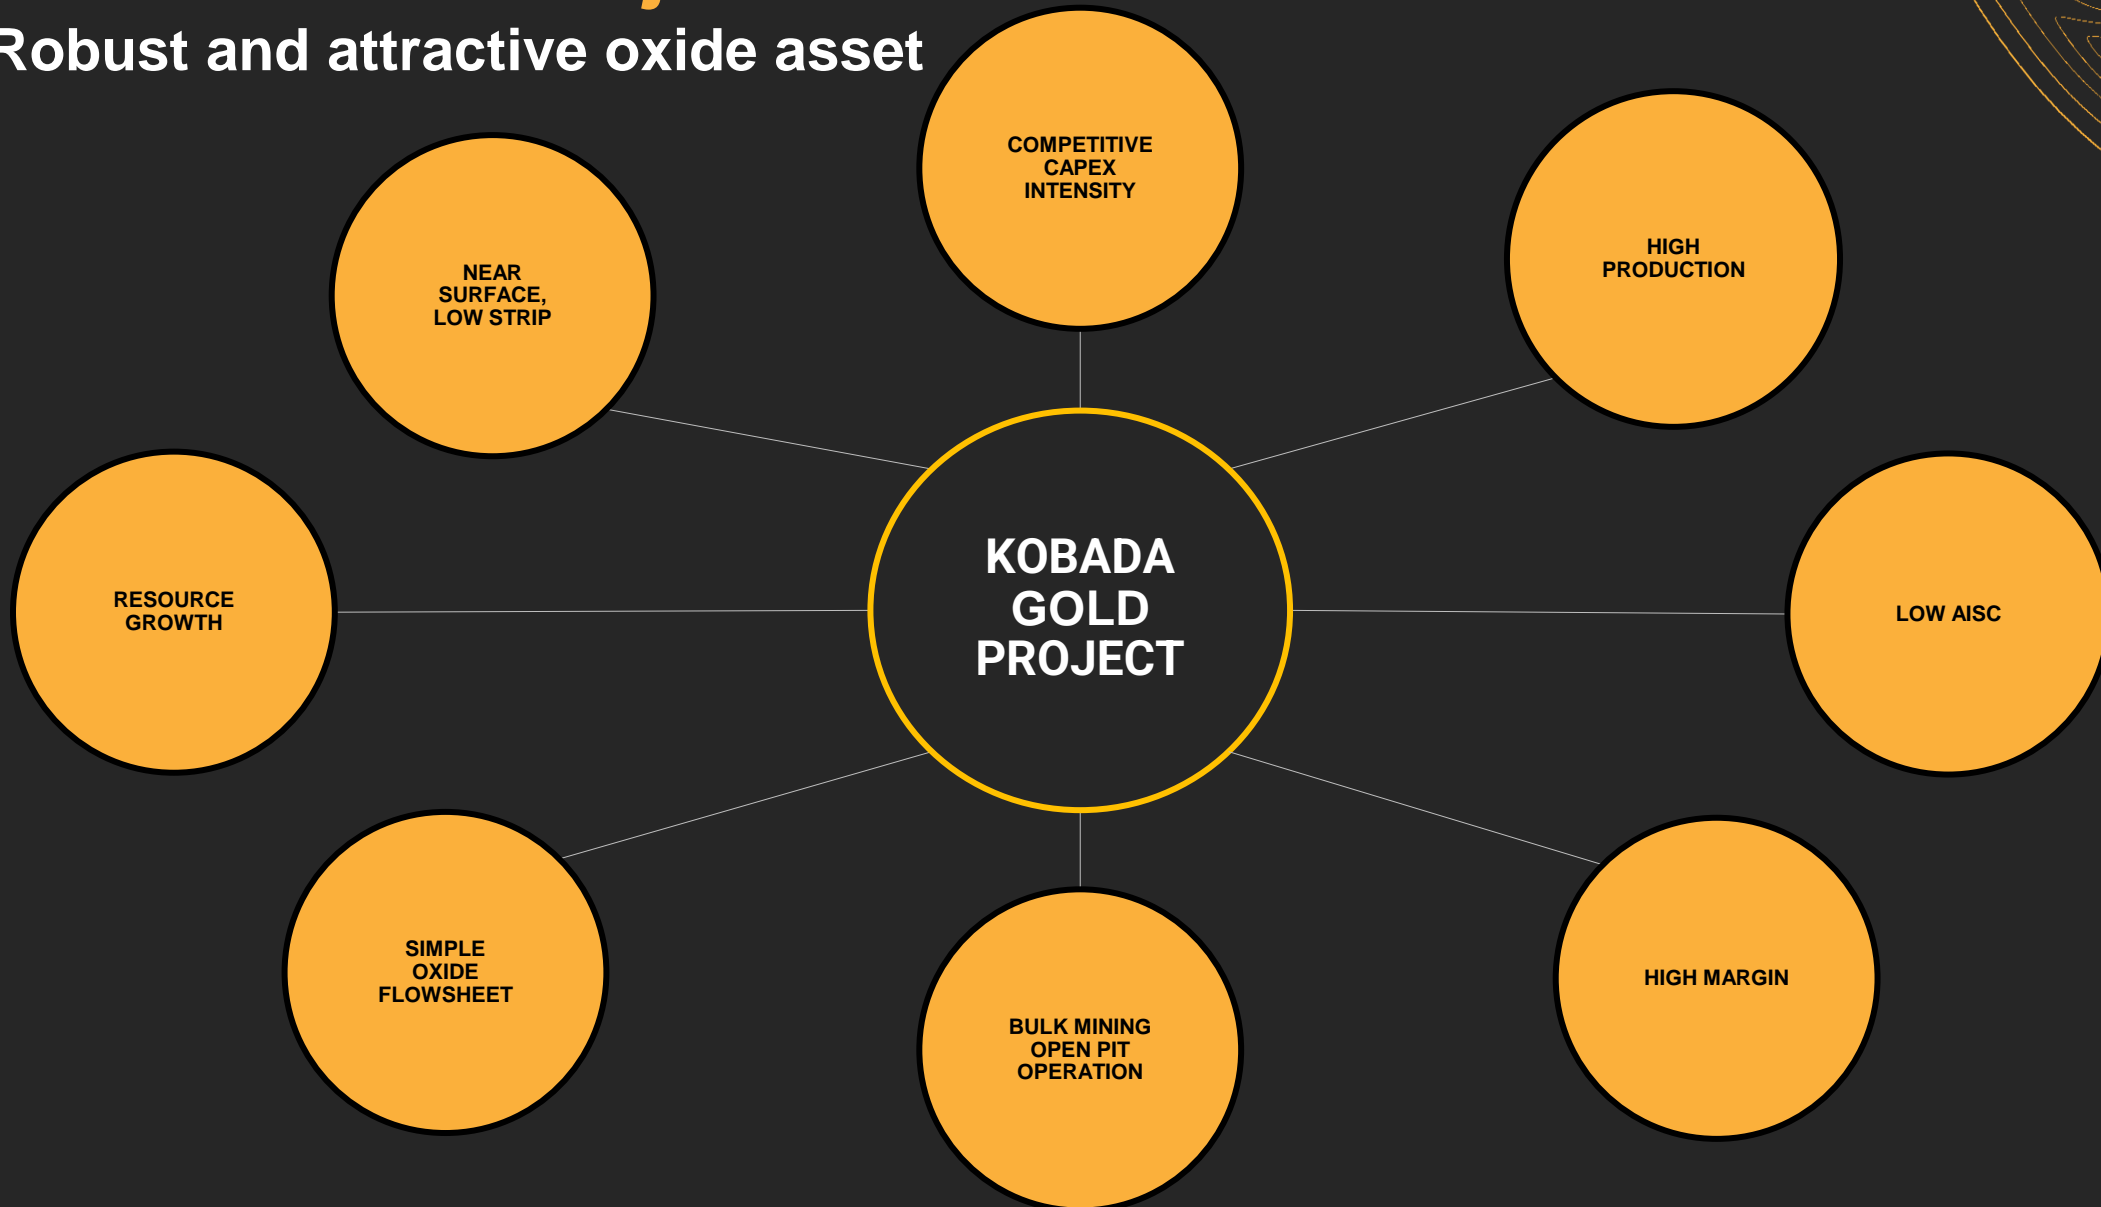 Robust and attractive oxide asset
COMPETITIVE
CAPEX
INTENSITY
HIGH
PRODUCTION
NEAR
SURFACE,
LOW STRIP
KOBADA
GOLD
PROJECT
RESOURCE
GROWTH
LOW AISC
SIMPLE
OXIDE
FLOWSHEET
HIGH MARGIN
BULK MINING
OPEN PIT
OPERATION